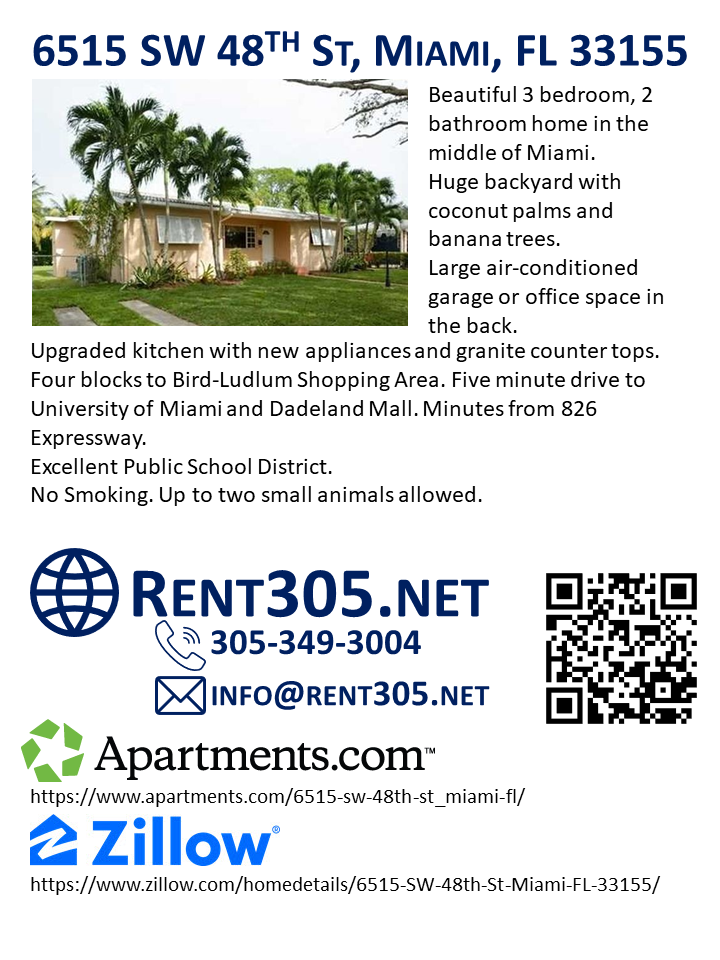 6515 SW 48TH ST, MIAMI, FL 33155
Beautiful 3 bedroom, 2
bathroom home in the
middle of Miami.
Huge backyard with
coconut palms and
banana trees.
Large air-conditioned
garage or office space in
the back.
Upgraded kitchen with new appliances and granite counter tops.
Four blocks to Bird-Ludlum Shopping Area. Five minute drive to
University of Miami and Dadeland Mall. Minutes from 826
Expressway.
Excellent Public School District.
No Smoking. Up to two small animals allowed.
RENT305.NET
305-349-3004
INFO@RENT305.NET
Apartments.com™
https://www.apartments.com/6515-sw-48th-st_miami-fl/
Zillow®
https://www.zillow.com/homedetails/6515-SW-48th-St-Miami-FL-33155/